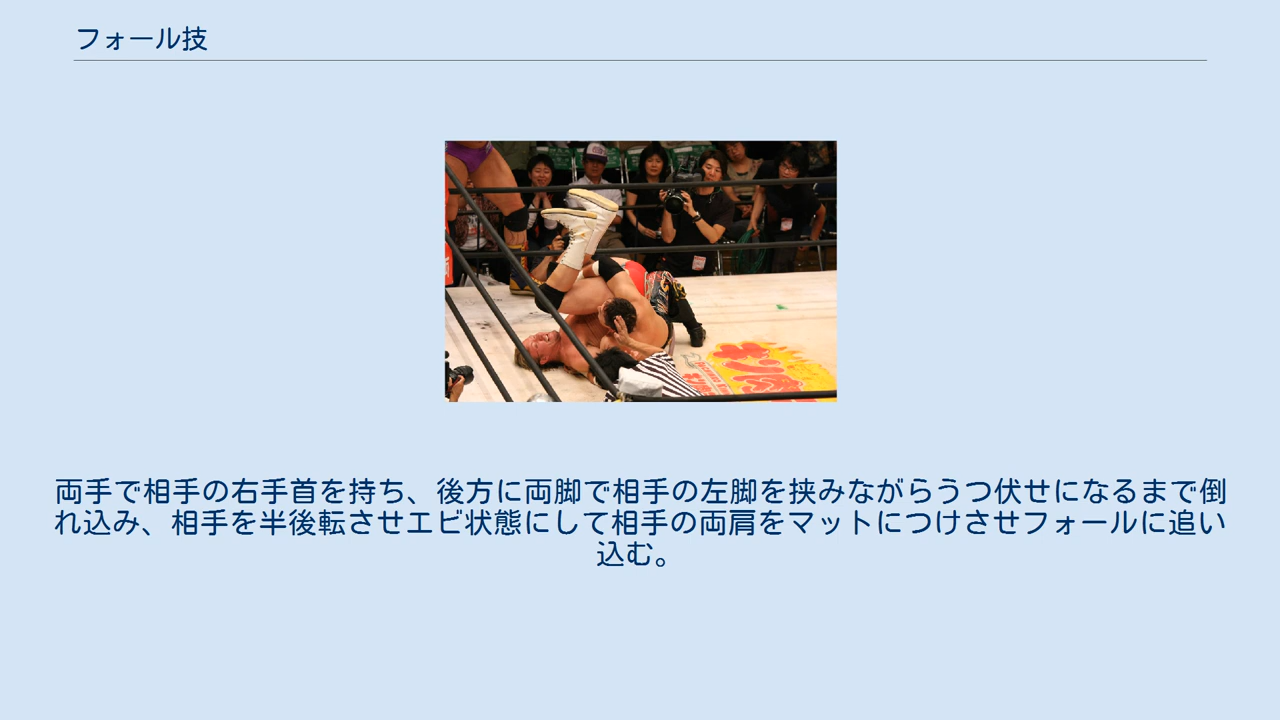 フォール技
キン肉
両手で相手の右手首を持ち、後方に両脚で相手の左脚を挟みながらうつ伏せになるまで倒
れ込み、相手を半後転させエビ状態にして相手の両肩をマットにつけさせフォールに追い
込む。